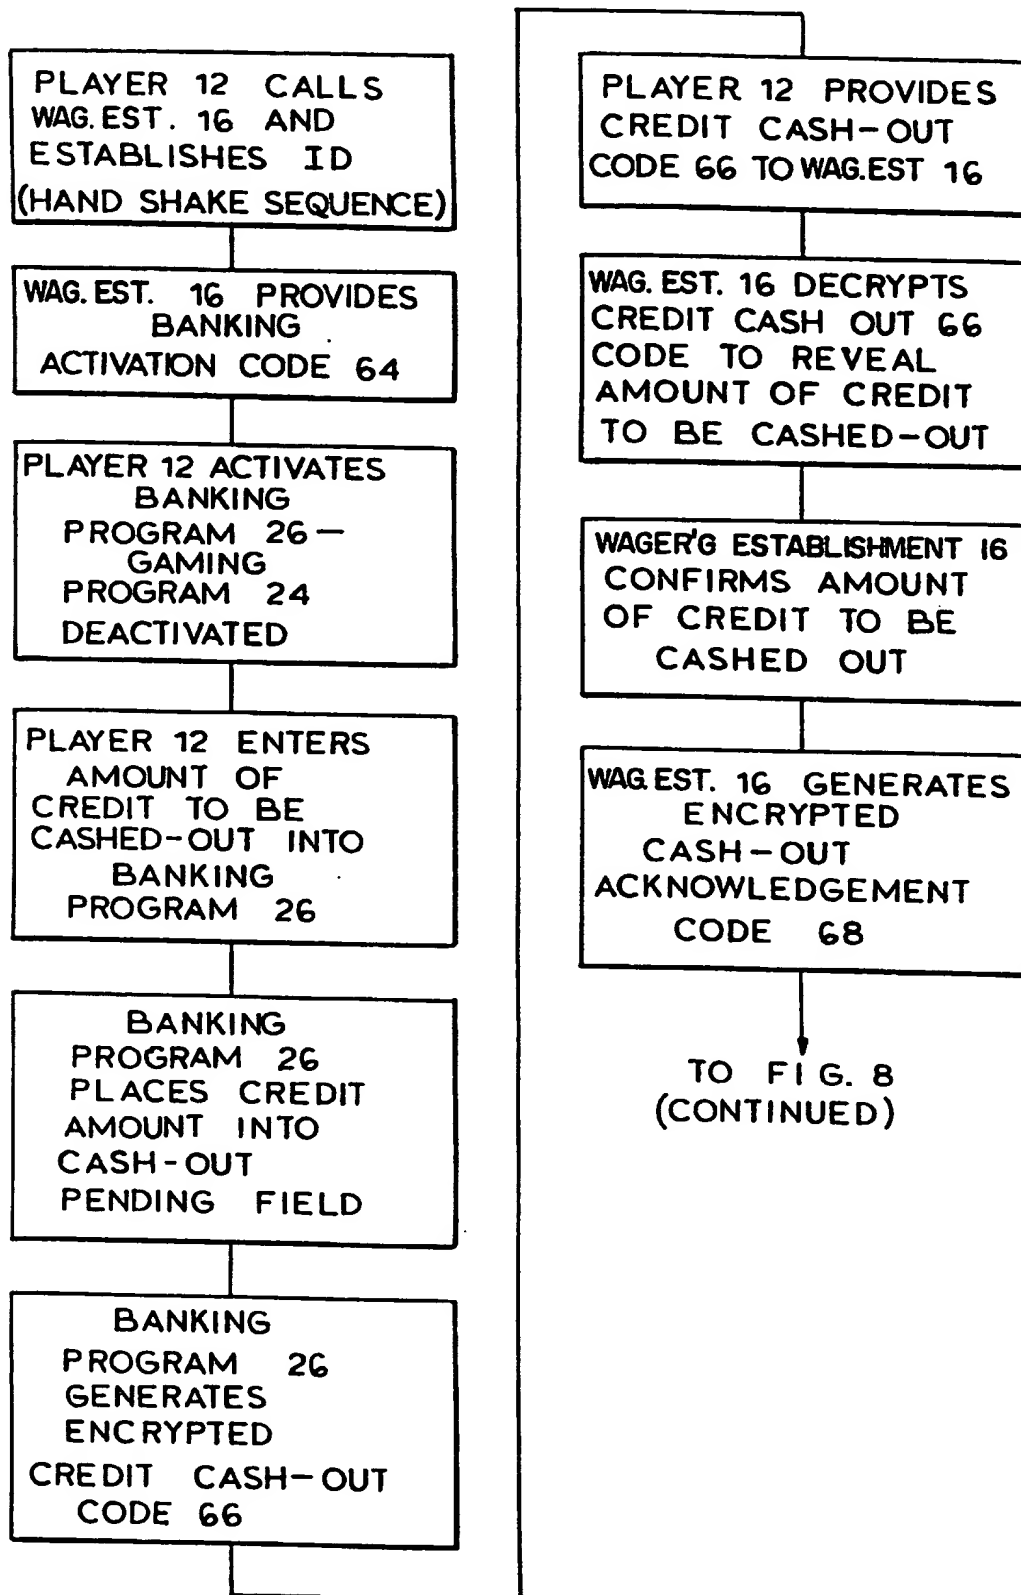 PLAYER 12 CALLS
WAG. EST. 16 AND
ESTABLISHES ID
(HAND SHAKE SEQUENCE)
WAG. EST. 16 PROVIDES
BANKING
ACTIVATION CODE 64
PLAYER 12 ACTIVATES
BANKING
PROGRAM 26—
GAMING
PROGRAM 24
DEACTIVATED
PLAYER 12 ENTERS
AMOUNT OF
CREDIT TO BE
CASHED-OUT INTO
BANKING
PROGRAM 26
BANKING
PROGRAM 26
PLACES CREDIT
AMOUNT INTO
CASH-OUT
PENDING FIELD
BANKING
PROGRAM 26
GENERATES
ENCRYPTED
CREDIT CASH-OUT
CODE 66
PLAYER 12 PROVIDES
CREDIT CASH-OUT
CODE 66 TO WAG.EST 16
WAG. EST. 16 DECRYPTS
CREDIT CASH OUT 66
CODE TO REVEAL
AMOUNT OF CREDIT
TO BE CASHED-OUT
WAGER'G ESTABLISHMENT 16
CONFIRMS AMOUNT
OF CREDIT TO BE
CASHED OUT
WAG.EST. 16 GENERATES
ENCRYPTED
CASH-OUT
ACKNOWLEDGEMENT
CODE 68
TO FIG. 8
(CONTINUED)